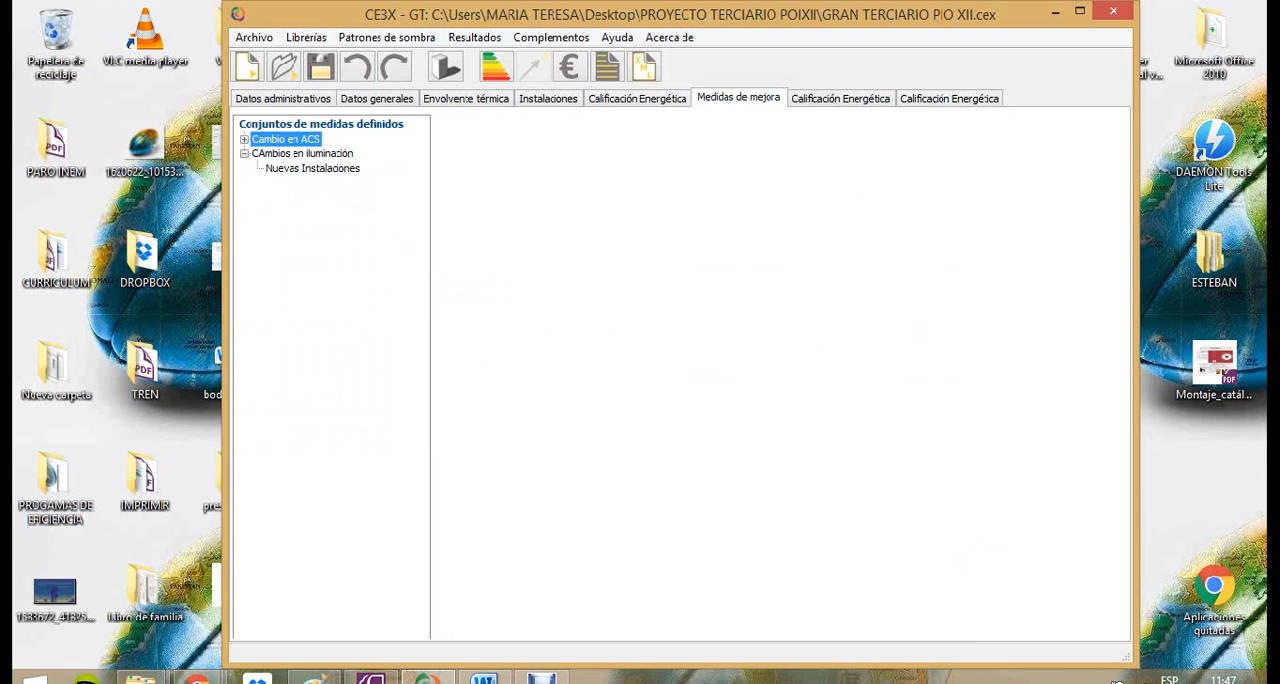 CE3X - GT: C:\Users\MARIA TERESA\Desktop\PROYECTO TERCIARIO POIXII\GRAN TERCIARIO PIO XII.cex
Archivo Librerías Patrones de sombra Resultados Complementos Ayuda Acerca de
Datos administrativos Datos generales Envolvente térmica Instalaciones Calificación Energética Medidas de mejora Calificación Energética Calificación Energética
Conjuntos de medidas definidos
Cambio en ACS
CAmbios en iluminación
Nuevas Instalaciones
Papelera de reciclaje
VLC media player
PARO INEM
1620622_10153...
CURRICULUM
DROPBOX
Nueva carpeta
TREN
bod
PROGAMAS DE EFICIENCIA
IMPRIMIR
pre
Libro de familia
Microsoft Office 2010
DAEMON Tools Lite
ESTEBAN
PDF
Montaje_catál...
Aplicaciones quitadas
ESP
11:47